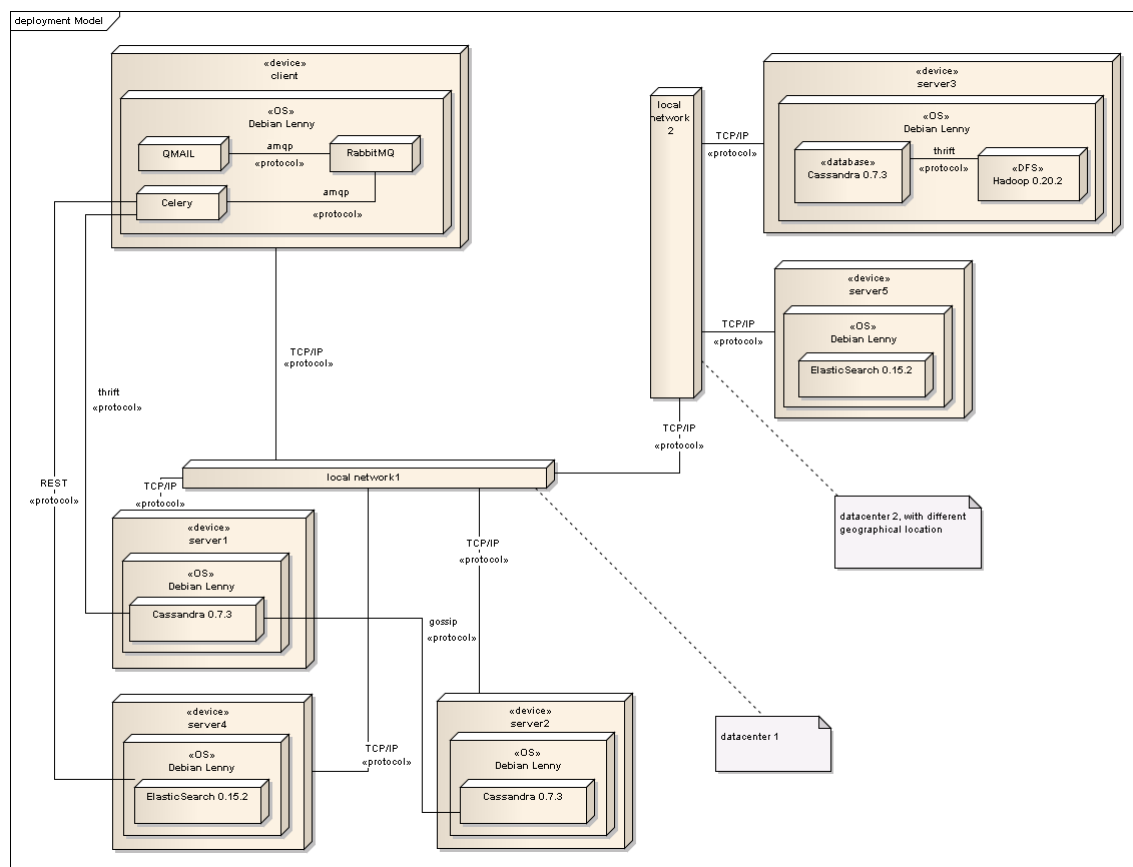 deployment Model
«device»
client
«OS»
Debian Lenny
QMAIL
amqp
«protocol»
RabbitMQ
amqp
«protocol»
Celery
local
network
2
TCP/IP
«protocol»
«device»
server3
«OS»
Debian Lenny
«database»
Cassandra 0.7.3
thrift
«protocol»
«DFS»
Hadoop 0.20.2
TCP/IP
«protocol»
«device»
server5
«OS»
Debian Lenny
ElasticSearch 0.15.2
TCP/IP
«protocol»
thrift
«protocol»
TCP/IP
«protocol»
REST
«protocol»
local network1
TCP/IP
«protocol»
datacenter 2, with different
geographical location
«device»
server1
«OS»
Debian Lenny
Cassandra 0.7.3
TCP/IP
«protocol»
gossip
«protocol»
«device»
server4
«OS»
Debian Lenny
ElasticSearch 0.15.2
TCP/IP
«protocol»
«device»
server2
«OS»
Debian Lenny
Cassandra 0.7.3
datacenter 1